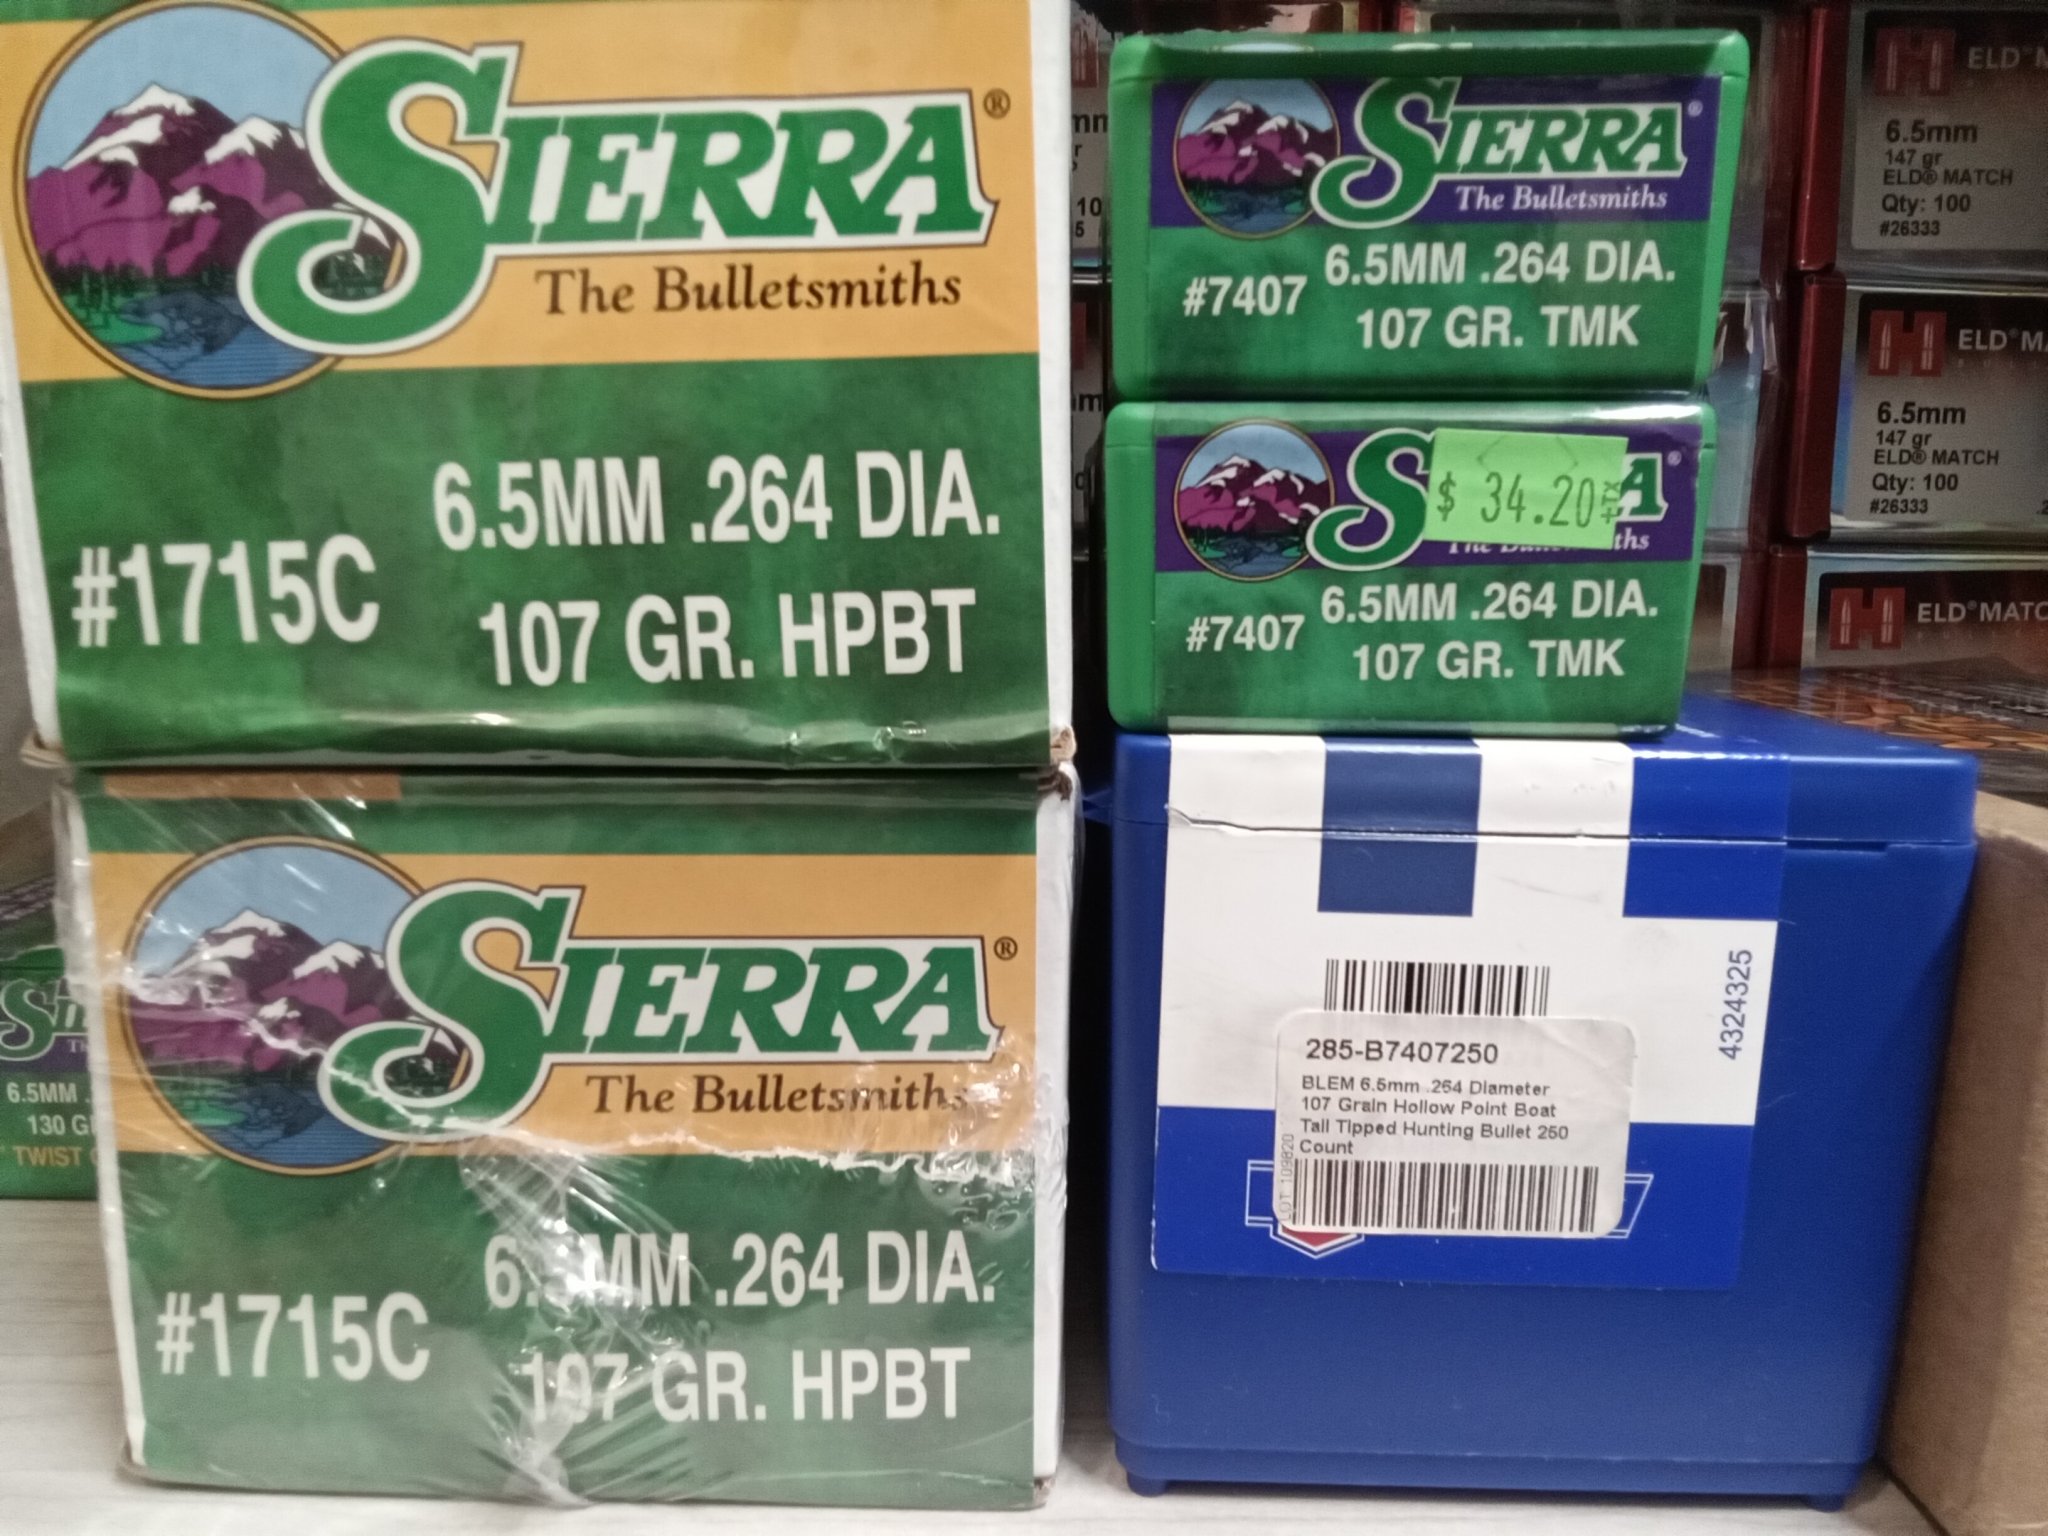 SIERRA®
The Bulletsmiths
#1715C
6.5MM .264 DIA.
107 GR. HPBT
SIERRA®
The Bulletsmiths
#1715C
MM .264 DIA.
107 GR. HPBT
6.5MM
130
TWIST
SIERRA®
The Bulletsmiths
#7407
6.5MM .264 DIA.
107 GR. TMK
$ 34.20
#7407
6.5MM .264 DIA.
107 GR. TMK
4324325
285-B7407250
BLEM 6.5mm .264 Diameter
107 Grain Hollow Point Boat
Tail Tipped Hunting Bullet 250
Count
LOT 109820
ELD®
6.5mm
147 gr
ELD® MATCH
Qty: 100
#26333
ELD®
6.5mm
147 gr
ELD® MATCH
Qty: 100
#26333
ELD®